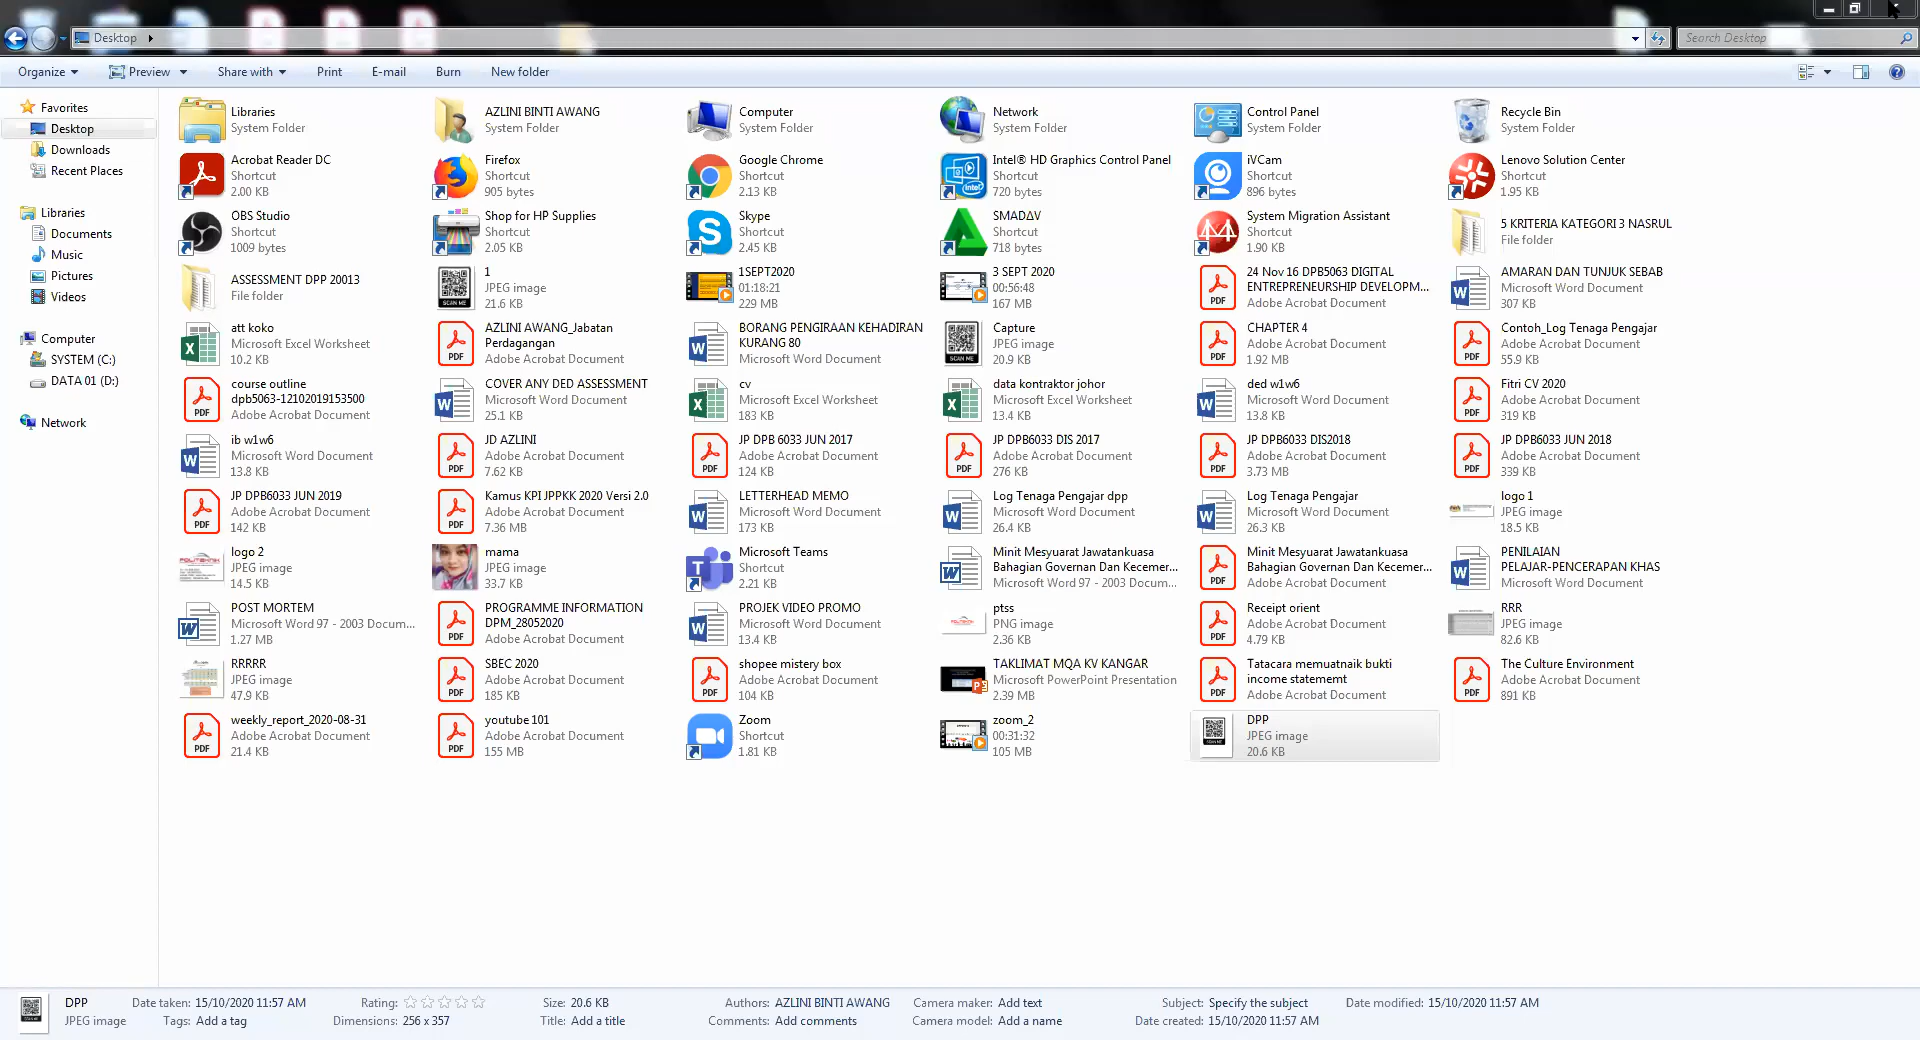 Desktop
Search Desktop
Organize
Preview
Share with
Print
E-mail
Burn
New folder
Favorites
Desktop
Downloads
Recent Places
Libraries
Documents
Music
Pictures
Videos
Computer
SYSTEM (C:)
DATA 01 (D:)
Network
Libraries
System Folder
AZLINI BINTI AWANG
System Folder
Computer
System Folder
Network
System Folder
Control Panel
System Folder
Recycle Bin
System Folder
Acrobat Reader DC
Shortcut
2.00 KB
Firefox
Shortcut
905 bytes
Google Chrome
Shortcut
2.13 KB
Intel® HD Graphics Control Panel
Shortcut
720 bytes
iVCam
Shortcut
896 bytes
Lenovo Solution Center
Shortcut
1.95 KB
OBS Studio
Shortcut
1009 bytes
Shop for HP Supplies
Shortcut
2.05 KB
Skype
Shortcut
2.45 KB
SMADΔV
Shortcut
718 bytes
System Migration Assistant
Shortcut
1.90 KB
5 KRITERIA KATEGORI 3 NASRUL
File folder
ASSESSMENT DPP 20013
File folder
1
JPEG image
21.6 KB
1SEPT2020
01:18:21
229 MB
3 SEPT 2020
00:56:48
167 MB
24 Nov 16 DPB5063 DIGITAL
ENTREPRENEURSHIP DEVELOPM...
Adobe Acrobat Document
AMARAN DAN TUNJUK SEBAB
Microsoft Word Document
307 KB
att koko
Microsoft Excel Worksheet
10.2 KB
AZLINI AWANG_Jabatan
Perdagangan
Adobe Acrobat Document
BORANG PENGIRAAN KEHADIRAN
KURANG 80
Microsoft Word Document
Capture
JPEG image
20.9 KB
CHAPTER 4
Adobe Acrobat Document
1.92 MB
Contoh_Log Tenaga Pengajar
Adobe Acrobat Document
55.9 KB
course outline
dpb5063-12102019153500
Adobe Acrobat Document
COVER ANY DED ASSESSMENT
Microsoft Word Document
25.1 KB
cv
Microsoft Excel Worksheet
183 KB
data kontraktor johor
Microsoft Excel Worksheet
13.4 KB
ded w1w6
Microsoft Word Document
13.8 KB
Fitri CV 2020
Adobe Acrobat Document
319 KB
ib w1w6
Microsoft Word Document
13.8 KB
JD AZLINI
Adobe Acrobat Document
7.62 KB
JP DPB 6033 JUN 2017
Adobe Acrobat Document
124 KB
JP DPB6033 DIS 2017
Adobe Acrobat Document
276 KB
JP DPB6033 DIS2018
Adobe Acrobat Document
3.73 MB
JP DPB6033 JUN 2018
Adobe Acrobat Document
339 KB
JP DPB6033 JUN 2019
Adobe Acrobat Document
142 KB
Kamus KPI JPPKK 2020 Versi 2.0
Adobe Acrobat Document
7.36 MB
LETTERHEAD MEMO
Microsoft Word Document
173 KB
Log Tenaga Pengajar dpp
Microsoft Word Document
26.4 KB
Log Tenaga Pengajar
Microsoft Word Document
26.3 KB
logo 1
JPEG image
18.5 KB
logo 2
JPEG image
14.5 KB
mama
JPEG image
33.7 KB
Microsoft Teams
Shortcut
2.21 KB
Minit Mesyuarat Jawatankuasa
Bahagian Governan Dan Kecemer...
Microsoft Word 97 - 2003 Docum...
Minit Mesyuarat Jawatankuasa
Bahagian Governan Dan Kecemer...
Adobe Acrobat Document
PENILAIAN
PELAJAR-PENCERAPAN KHAS
Microsoft Word Document
POST MORTEM
Microsoft Word 97 - 2003 Docum...
1.27 MB
PROGRAMME INFORMATION
DPM_28052020
Adobe Acrobat Document
PROJEK VIDEO PROMO
Microsoft Word Document
13.4 KB
ptss
PNG image
2.36 KB
Receipt orient
Adobe Acrobat Document
4.79 KB
RRR
JPEG image
82.6 KB
RRRRR
JPEG image
47.9 KB
SBEC 2020
Adobe Acrobat Document
185 KB
shopee mistery box
Adobe Acrobat Document
104 KB
TAKLIMAT MQA KV KANGAR
Microsoft PowerPoint Presentation
2.39 MB
Tatacara memuatnaik bukti
income statememt
Adobe Acrobat Document
The Culture Environment
Adobe Acrobat Document
891 KB
weekly_report_2020-08-31
Adobe Acrobat Document
21.4 KB
youtube 101
Adobe Acrobat Document
155 MB
Zoom
Shortcut
1.81 KB
zoom_2
00:31:32
105 MB
DPP
JPEG image
20.6 KB
DPP
JPEG image
Date taken: 15/10/2020 11:57 AM
Tags: Add a tag
Rating:
Dimensions: 256 x 357
Size: 20.6 KB
Title: Add a title
Authors: AZLINI BINTI AWANG
Comments: Add comments
Camera maker: Add text
Camera model: Add a name
Subject: Specify the subject
Date created: 15/10/2020 11:57 AM
Date modified: 15/10/2020 11:57 AM